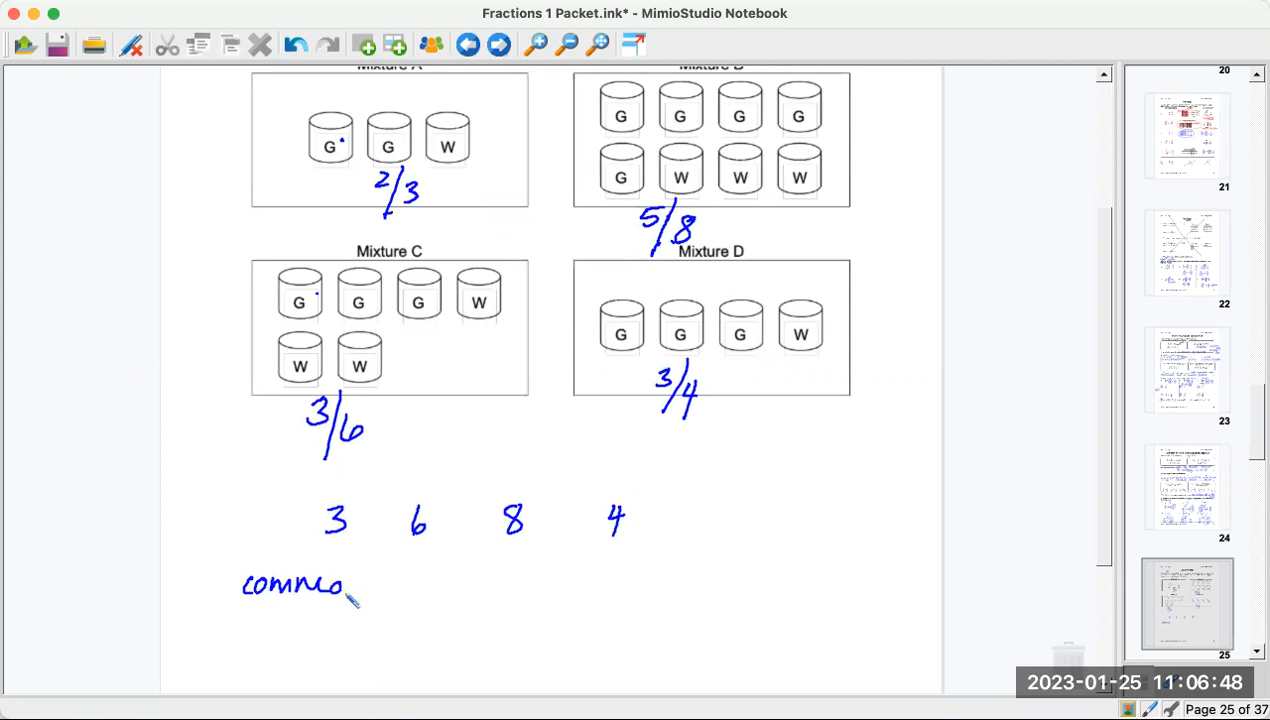 Fractions 1 Packet.ink* - MimioStudio Notebook
Mixture A
G G W
2/3
G G G G
G W W W
5/8
Mixture C
G G G W
W W
3/6
Mixture D
G G G W
3/4
3 6 8 4
commo
20
21
22
23
24
25
2023-01-25 11:06:48
Page 25 of 37